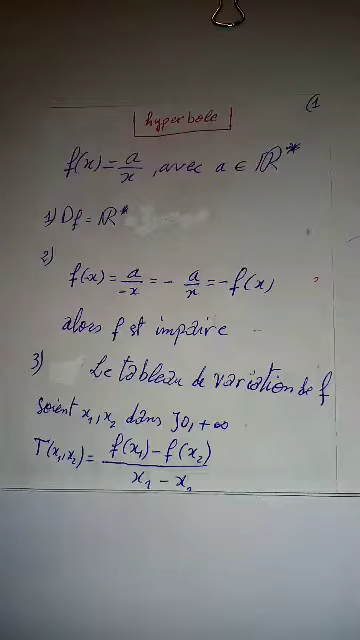 (1
hyperbole
f(x) = a/x , avec a ∈ ℝ*
1) Df = ℝ*
2)
f(-x) = a/-x = - a/x = -f(x)
alors f est impaire
3) Le tableau de variation de f
soient x₁, x₂ dans ]0, +∞
T(x₁, x₂) = f(x₁) - f(x₂) / x₁ - x₂